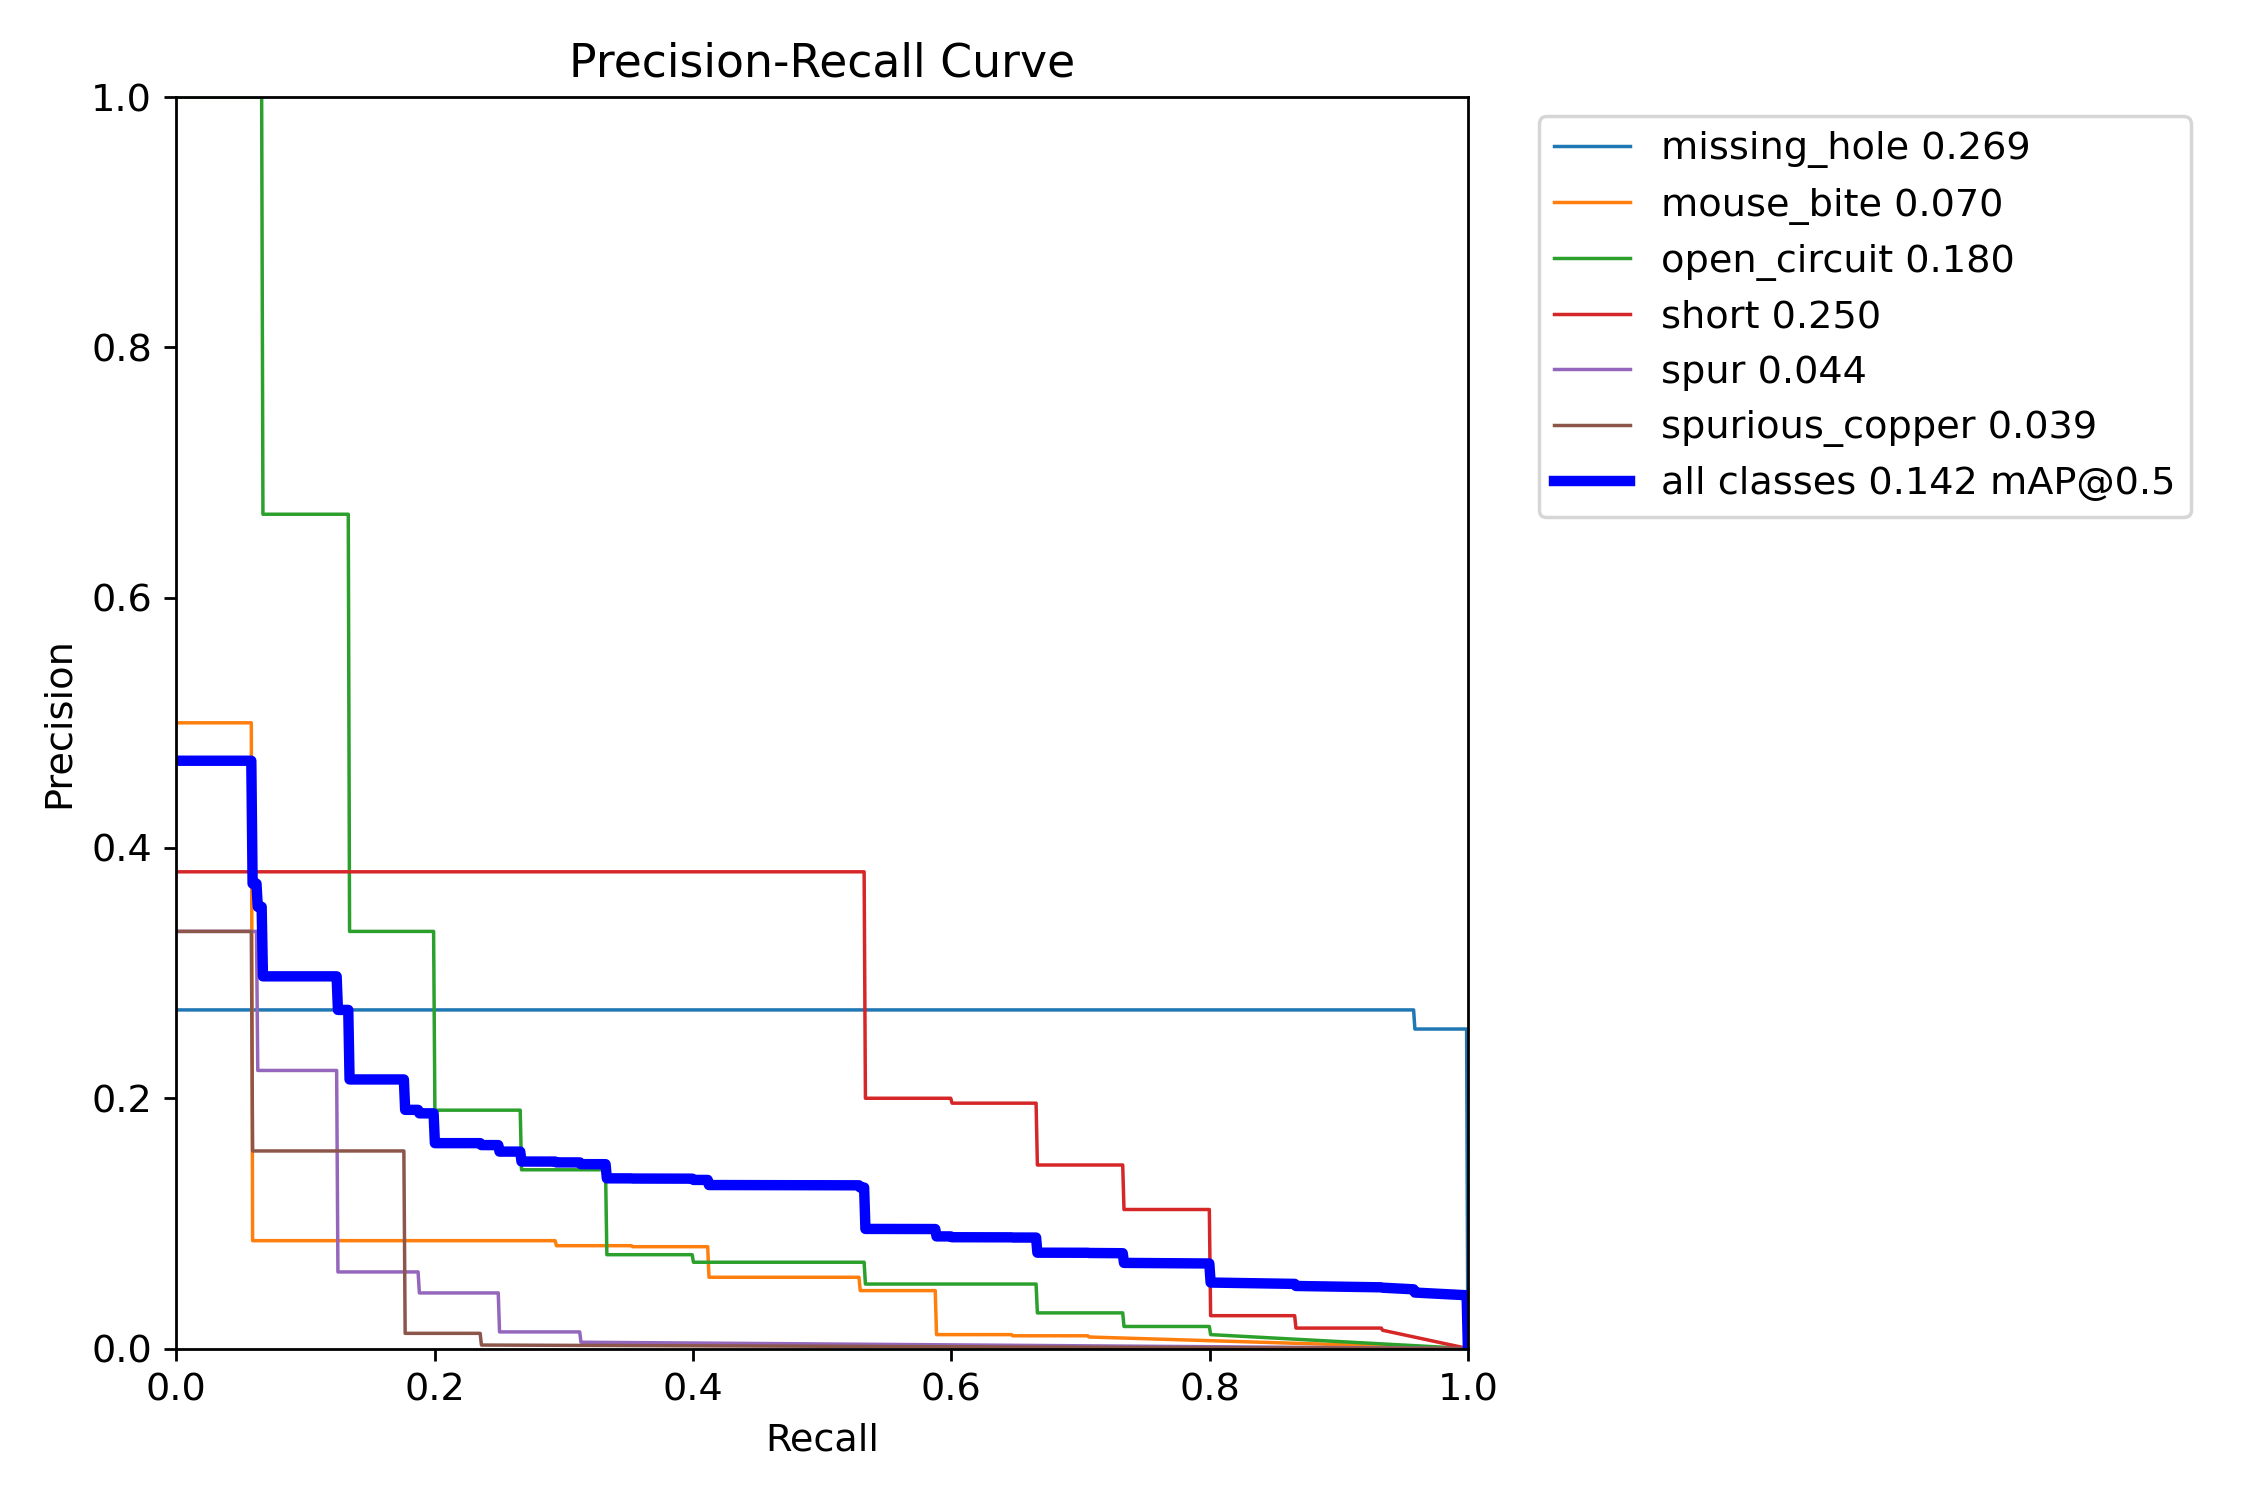 Precision-Recall Curve
1.0
0.8
0.6
0.4
0.2
0.0
Precision
0.0 0.2 0.4 0.6 0.8 1.0
Recall
missing_hole 0.269
mouse_bite 0.070
open_circuit 0.180
short 0.250
spur 0.044
spurious_copper 0.039
all classes 0.142 mAP@0.5